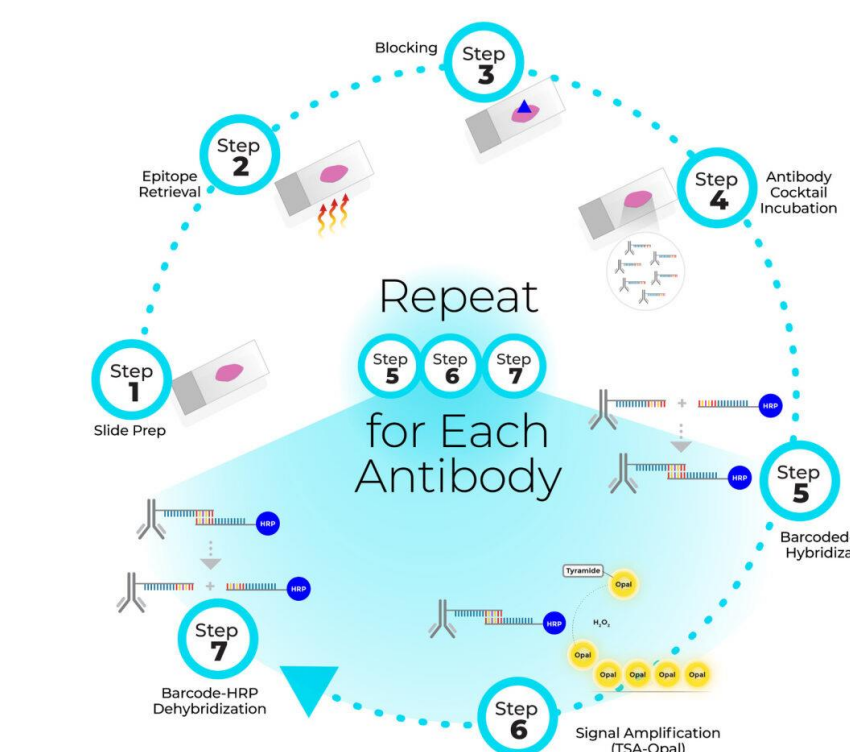 Step
1
Slide Prep
Step
2
Epitope
Retrieval
Step
3
Blocking
Step
4
Antibody
Cocktail
Incubation
Repeat
Step
5
Step
6
Step
7
for Each
Antibody
+
HRP
HRP
Step
5
Barcoded
Tyramide
Opal
HRP
H₂O₂
Opal
Opal
Opal
Opal
Opal
Step
6
Signal Amplification
(TSA-Opal)
HRP
+
HRP
Step
7
Barcode-HRP
Dehybridization